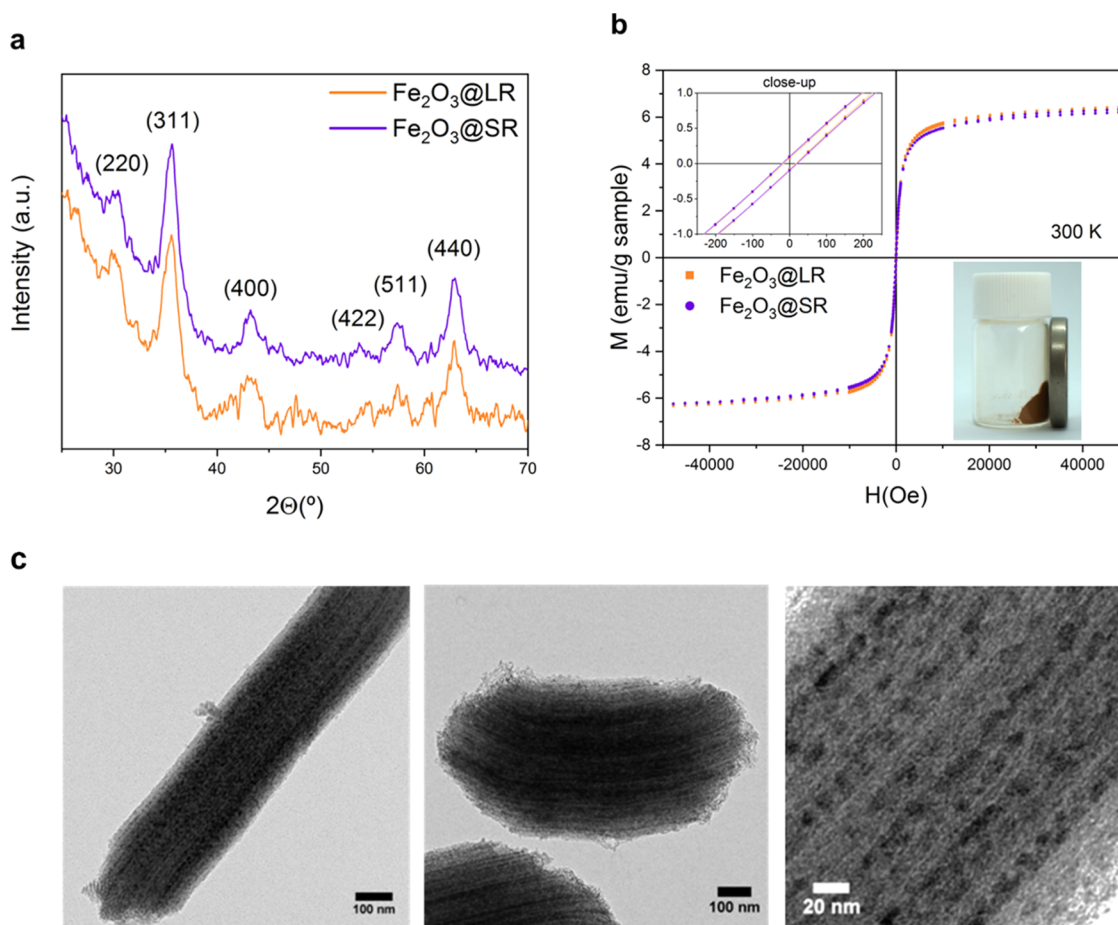 a
Fe₂O₃@LR
Fe₂O₃@SR
(220)
(311)
(400)
(422)
(511)
(440)
Intensity (a.u.)
30
40
50
60
70
2Θ(º)
b
8
6
4
2
0
-2
-4
-6
-8
M (emu/g sample)
close-up
1.0
0.5
0.0
-0.5
-1.0
-200
-100
0
100
200
300 K
Fe₂O₃@LR
Fe₂O₃@SR
-40000
-20000
0
20000
40000
H(Oe)
c
100 nm
100 nm
20 nm